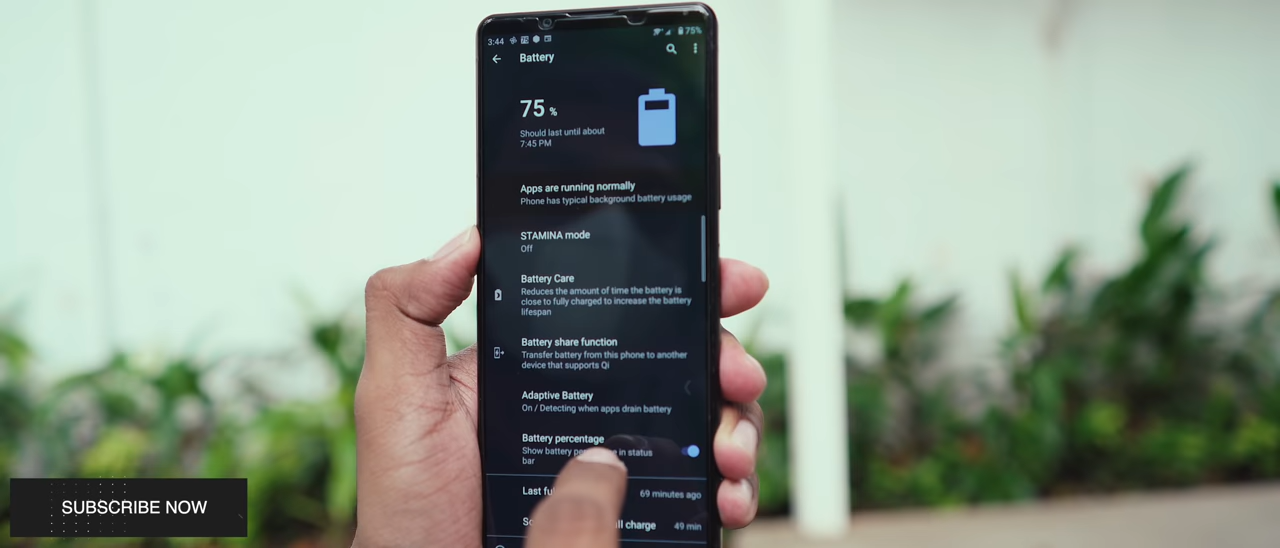 3:44
75%
Battery
75 %
Should last until about
7:45 PM
Apps are running normally
Phone has typical background battery usage
STAMINA mode
Off
Battery Care
Reduces the amount of time the battery is
close to fully charged to increase the battery
lifespan
Battery share function
Transfer battery from this phone to another
device that supports Qi
Adaptive Battery
On / Detecting when apps drain battery
Battery percentage
Show battery in status
bar
Last 69 minutes ago
charge 49 min
SUBSCRIBE NOW